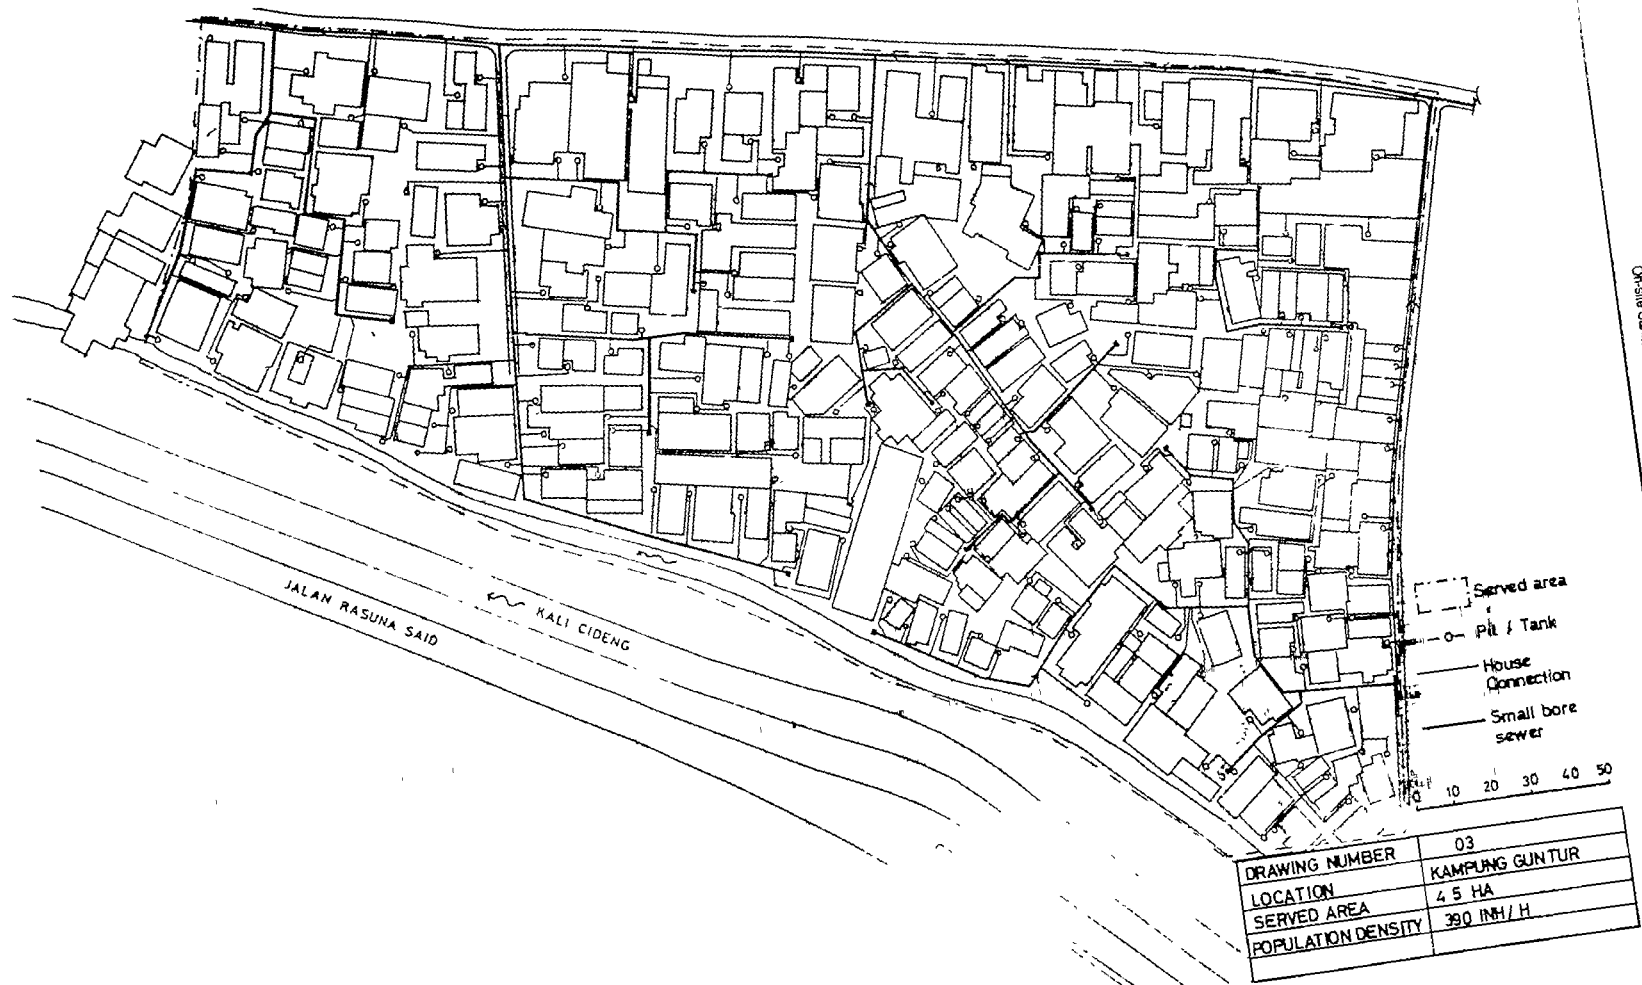 JALAN RASUNA SAID
KALI CIDENG
Served area
Pit / Tank
House
Connection
Small bore
sewer
0 10 20 30 40 50
DRAWING NUMBER 03
LOCATION KAMPUNG GUNTUR
SERVED AREA 4 5 HA
POPULATION DENSITY 390 INH / H